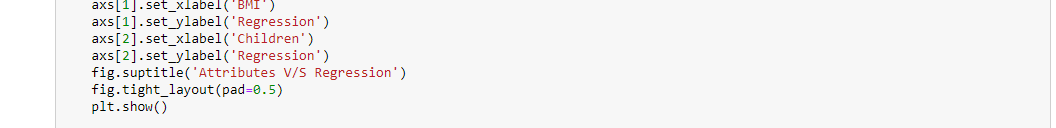 axs[1].set_xlabel('BMI')
axs[1].set_ylabel('Regression')
axs[2].set_xlabel('Children')
axs[2].set_ylabel('Regression')
fig.suptitle('Attributes V/S Regression')
fig.tight_layout(pad=0.5)
plt.show()